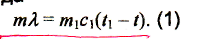 mλ = m₁c₁(t₁ − t). (1)